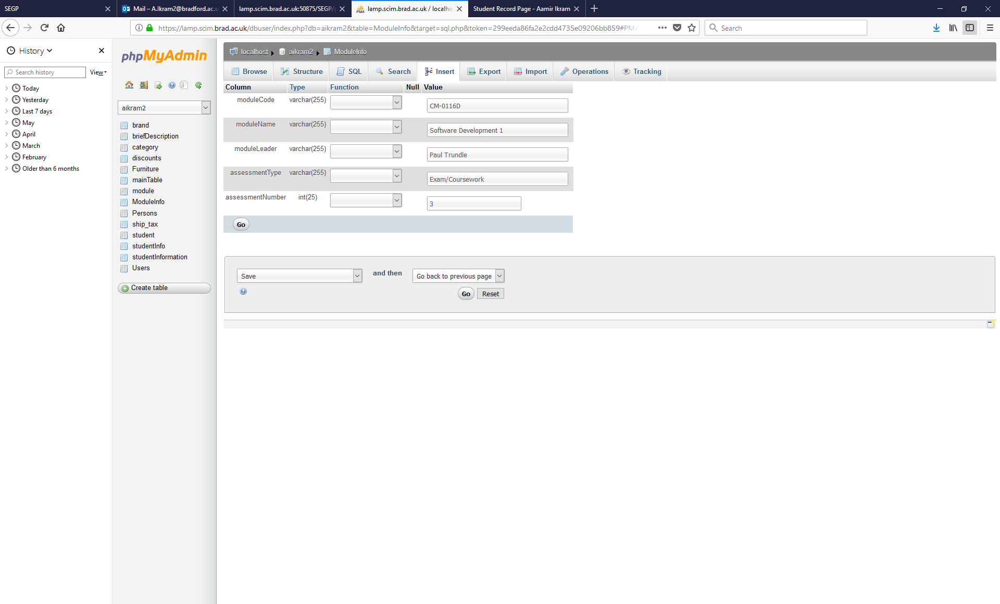 SEGP
Mail – A.Ikram2@bradford.ac.u
lamp.scim.brad.ac.uk:50875/SEGP/
lamp.scim.brad.ac.uk / localho
Student Record Page - Aamir Ikram
https://lamp.scim.brad.ac.uk/dbuser/index.php?db=aikram2&table=ModuleInfo&target=sql.php&token=299eeda86fa2e2cdd4735e09206bb859#PMA
Search
History
Search history
View
Today
Yesterday
Last 7 days
May
April
March
February
Older than 6 months
phpMyAdmin
aikram2
brand
briefDescription
category
discounts
Furniture
mainTable
module
ModuleInfo
Persons
ship_tax
student
studentInfo
studentInformation
Users
Create table
localhost aikram2 ModuleInfo
Browse Structure SQL Search Insert Export Import Operations Tracking
Column Type Function Null Value
moduleCode varchar(255) CM-0116D
moduleName varchar(255) Software Development 1
moduleLeader varchar(255) Paul Trundle
assessmentType varchar(255) Exam/Coursework
assessmentNumber int(25) 3
Go
Save and then Go back to previous page
Go Reset